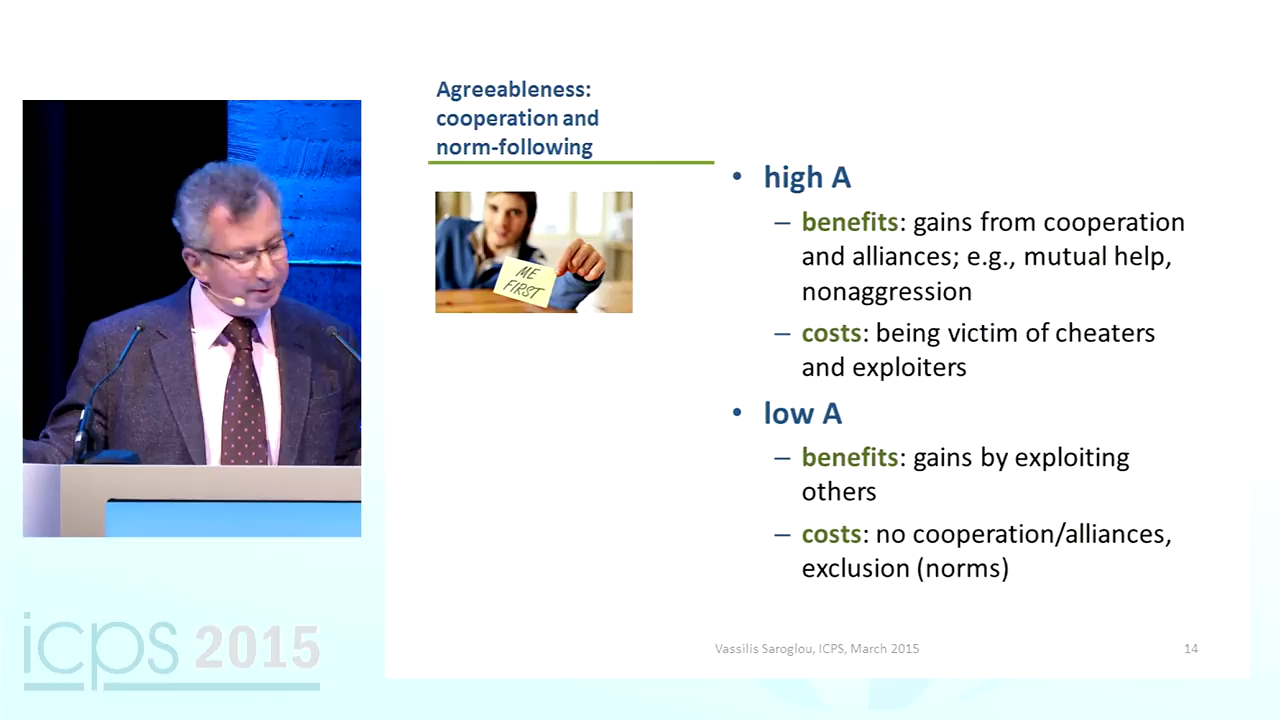 Agreeableness:
cooperation and
norm-following
ME
FIRST
• high A
– benefits: gains from cooperation
and alliances; e.g., mutual help,
nonaggression
– costs: being victim of cheaters
and exploiters
• low A
– benefits: gains by exploiting
others
– costs: no cooperation/alliances,
exclusion (norms)
icps 2015
Vassilis Saroglou, ICPS, March 2015
14